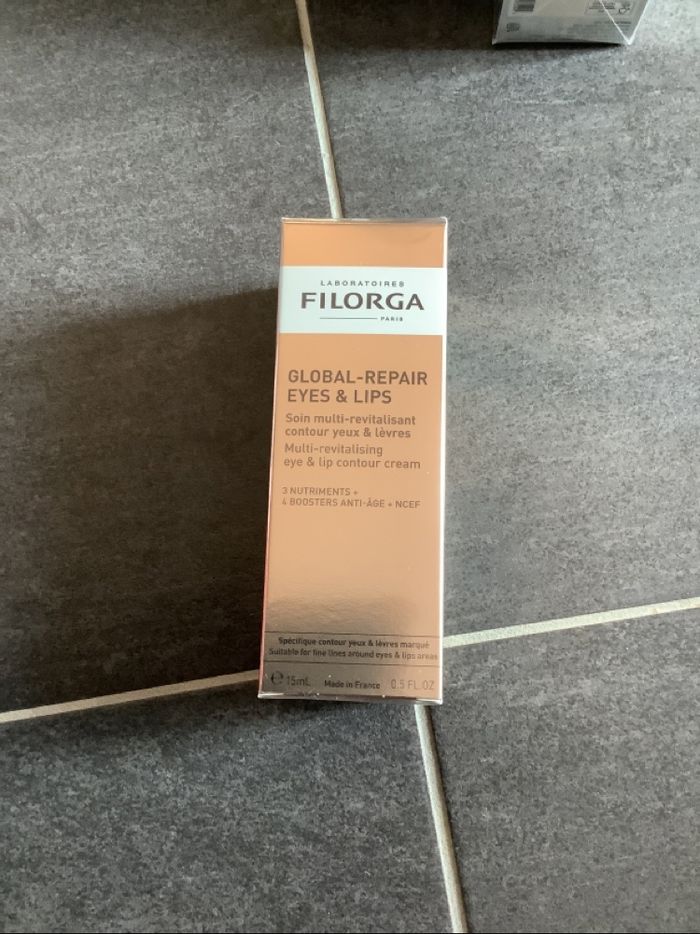 LABORATOIRES
FILORGA
PARIS
GLOBAL-REPAIR
EYES & LIPS
Soin multi-revitalisant
contour yeux & lèvres
Multi-revitalising
eye & lip contour cream
3 NUTRIMENTS +
4 BOOSTERS ANTI-ÂGE + NCEF
Spécifique contour yeux & lèvres marqué
Suitable for fine lines around eyes & lips areas
℮ 15mL Made in France 0.5 FL.OZ